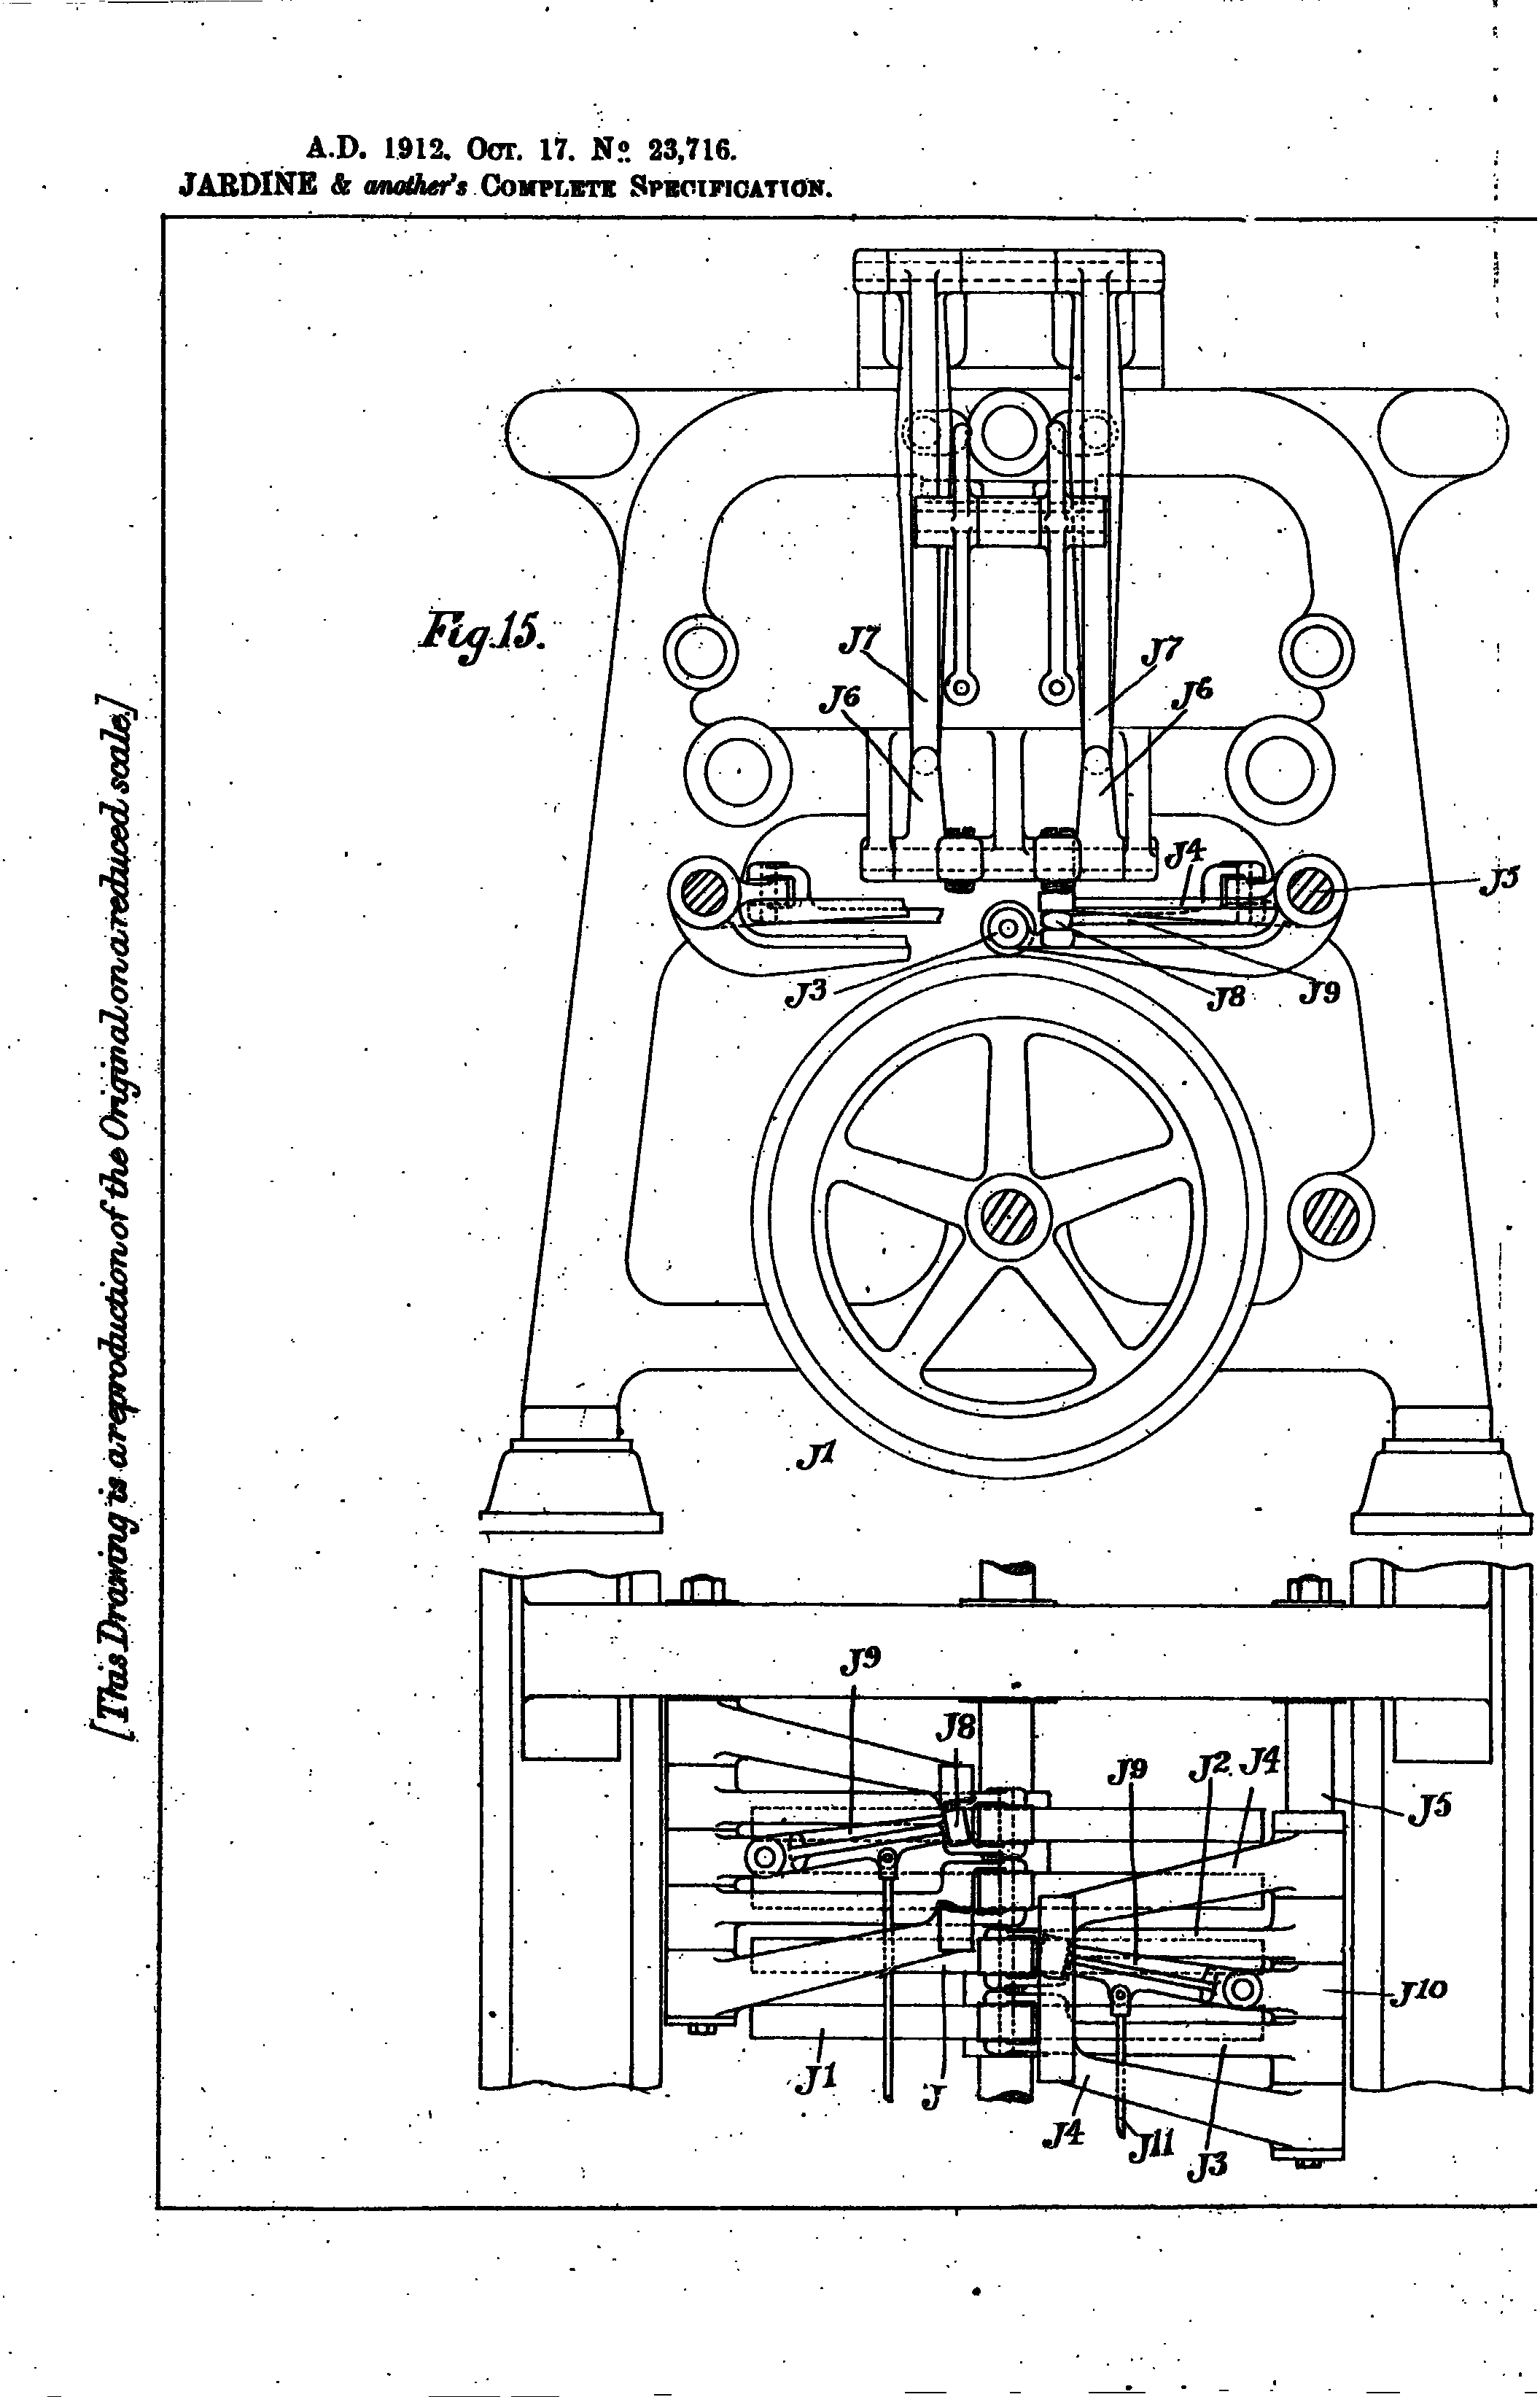 A.D. 1912. Oct. 17. No. 23,716.
JARDINE & another's COMPLETE SPECIFICATION.
[This Drawing is a reproduction of the Original on a reduced scale.]
Fig. 15.
J7
J7
J6
J6
J4
J5
J3
J8
J9
J1
J9
J8
J9
J2
J4
J5
J10
J1
J
J4
J11
J3